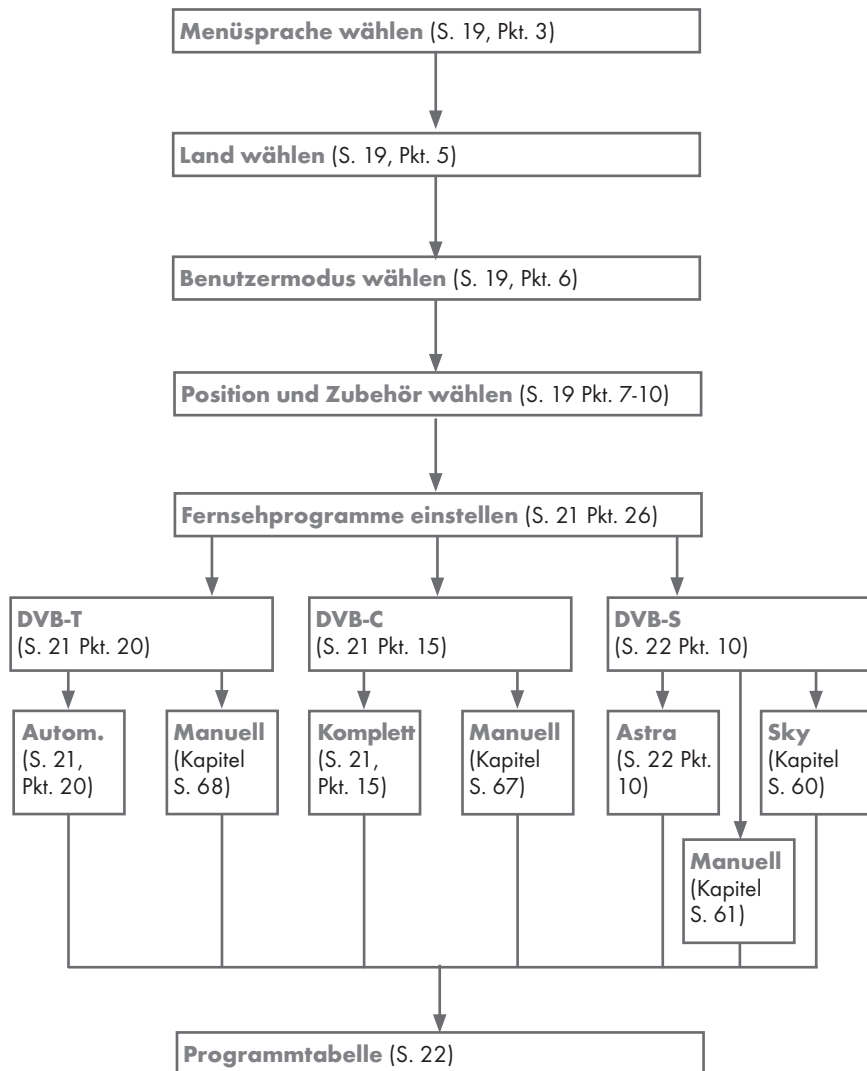 Menüsprache wählen (S. 19, Pkt. 3)
Land wählen (S. 19, Pkt. 5)
Benutzermodus wählen (S. 19, Pkt. 6)
Position und Zubehör wählen (S. 19 Pkt. 7-10)
Fernsehprogramme einstellen (S. 21 Pkt. 26)
DVB-T
(S. 21 Pkt. 20)
DVB-C
(S. 21 Pkt. 15)
DVB-S
(S. 22 Pkt. 10)
Autom.
(S. 21,
Pkt. 20)
Manuell
(Kapitel
S. 68)
Komplett
(S. 21,
Pkt. 15)
Manuell
(Kapitel
S. 67)
Astra
(S. 22 Pkt.
10)
Sky
(Kapitel
S. 60)
Manuell
(Kapitel
S. 61)
Programmtabelle (S. 22)